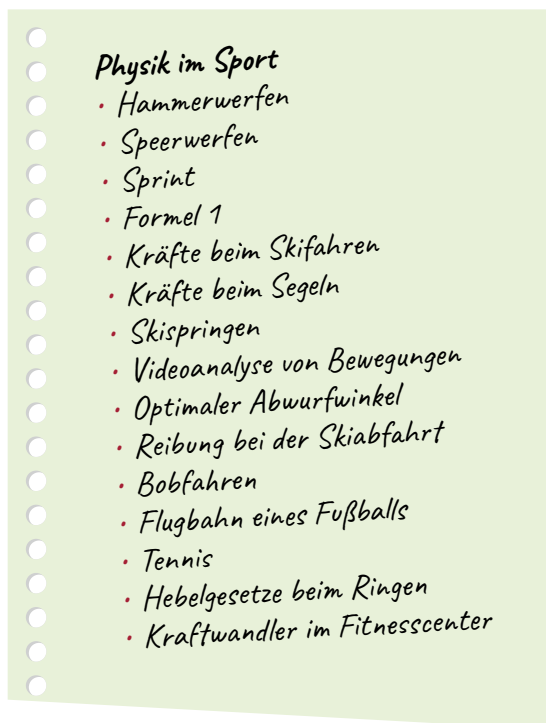 Physik im Sport
• Hammerwerfen
• Speerwerfen
• Sprint
• Formel 1
• Kräfte beim Skifahren
• Kräfte beim Segeln
• Skispringen
• Videoanalyse von Bewegungen
• Optimaler Abwurfwinkel
• Reibung bei der Skiabfahrt
• Bobfahren
• Flugbahn eines Fußballs
• Tennis
• Hebelgesetze beim Ringen
• Kraftwandler im Fitnesscenter